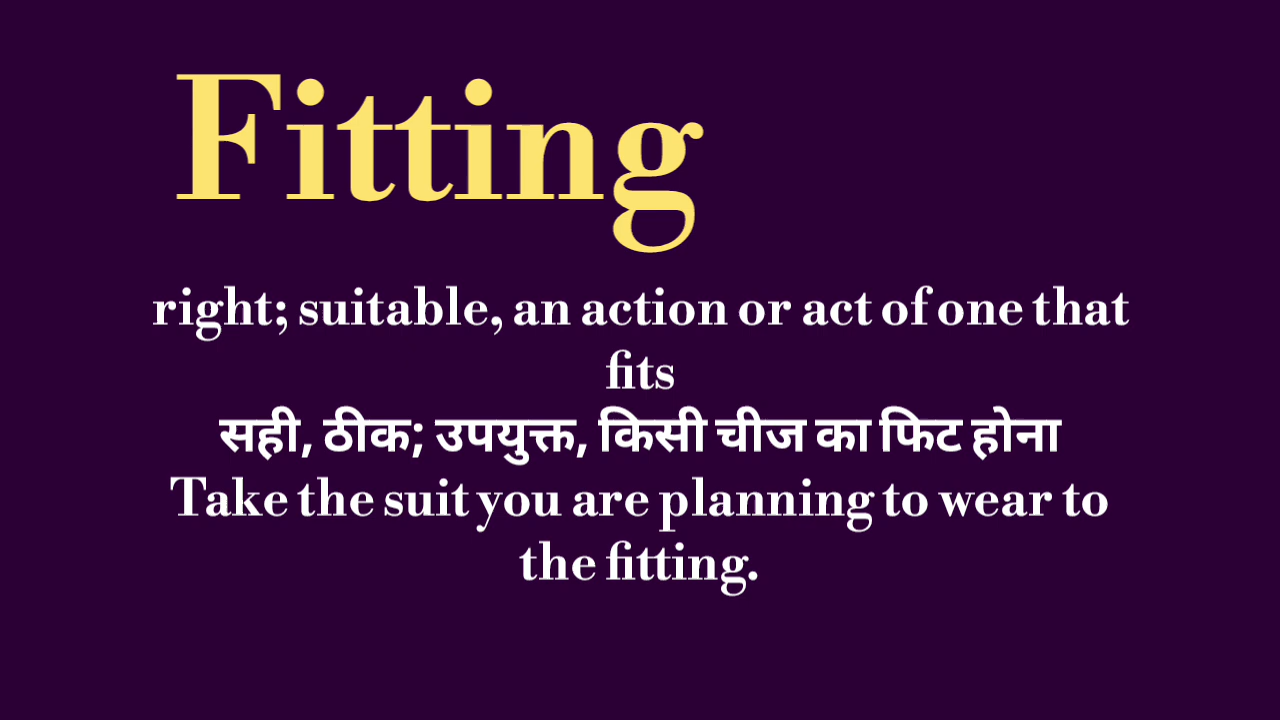 Fitting
right; suitable, an action or act of one that
fits
सही, ठीक; उपयुक्त, किसी चीज का फिट होना
Take the suit you are planning to wear to
the fitting.